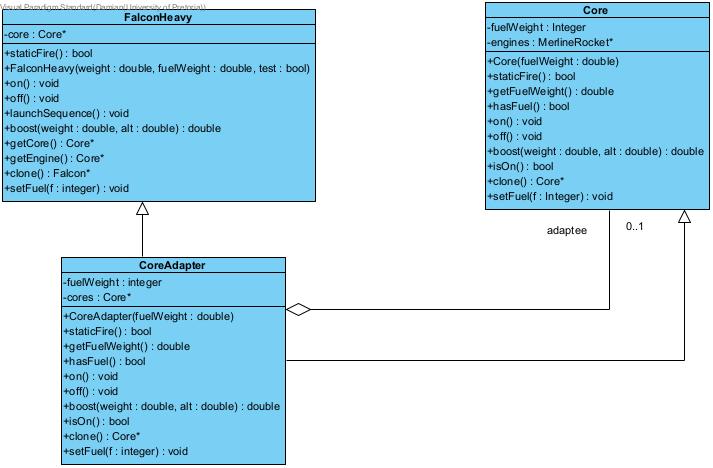 Visual Paradigm Standard(Damian(University of Pretoria))
FalconHeavy
-core : Core*
+staticFire() : bool
+FalconHeavy(weight : double, fuelWeight : double, test : bool)
+on() : void
+off() : void
+launchSequence() : void
+boost(weight : double, alt : double) : double
+getCore() : Core*
+getEngine() : Core*
+clone() : Falcon*
+setFuel(f : integer) : void
Core
-fuelWeight : Integer
-engines : MerlineRocket*
+Core(fuelWeight : double)
+staticFire() : bool
+getFuelWeight() : double
+hasFuel() : bool
+on() : void
+off() : void
+boost(weight : double, alt : double) : double
+isOn() : bool
+clone() : Core*
+setFuel(f : Integer) : void
adaptee
0..1
CoreAdapter
-fuelWeight : integer
-cores : Core*
+CoreAdapter(fuelWeight : double)
+staticFire() : bool
+getFuelWeight() : double
+hasFuel() : bool
+on() : void
+off() : void
+boost(weight : double, alt : double) : double
+isOn() : bool
+clone() : Core*
+setFuel(f : integer) : void